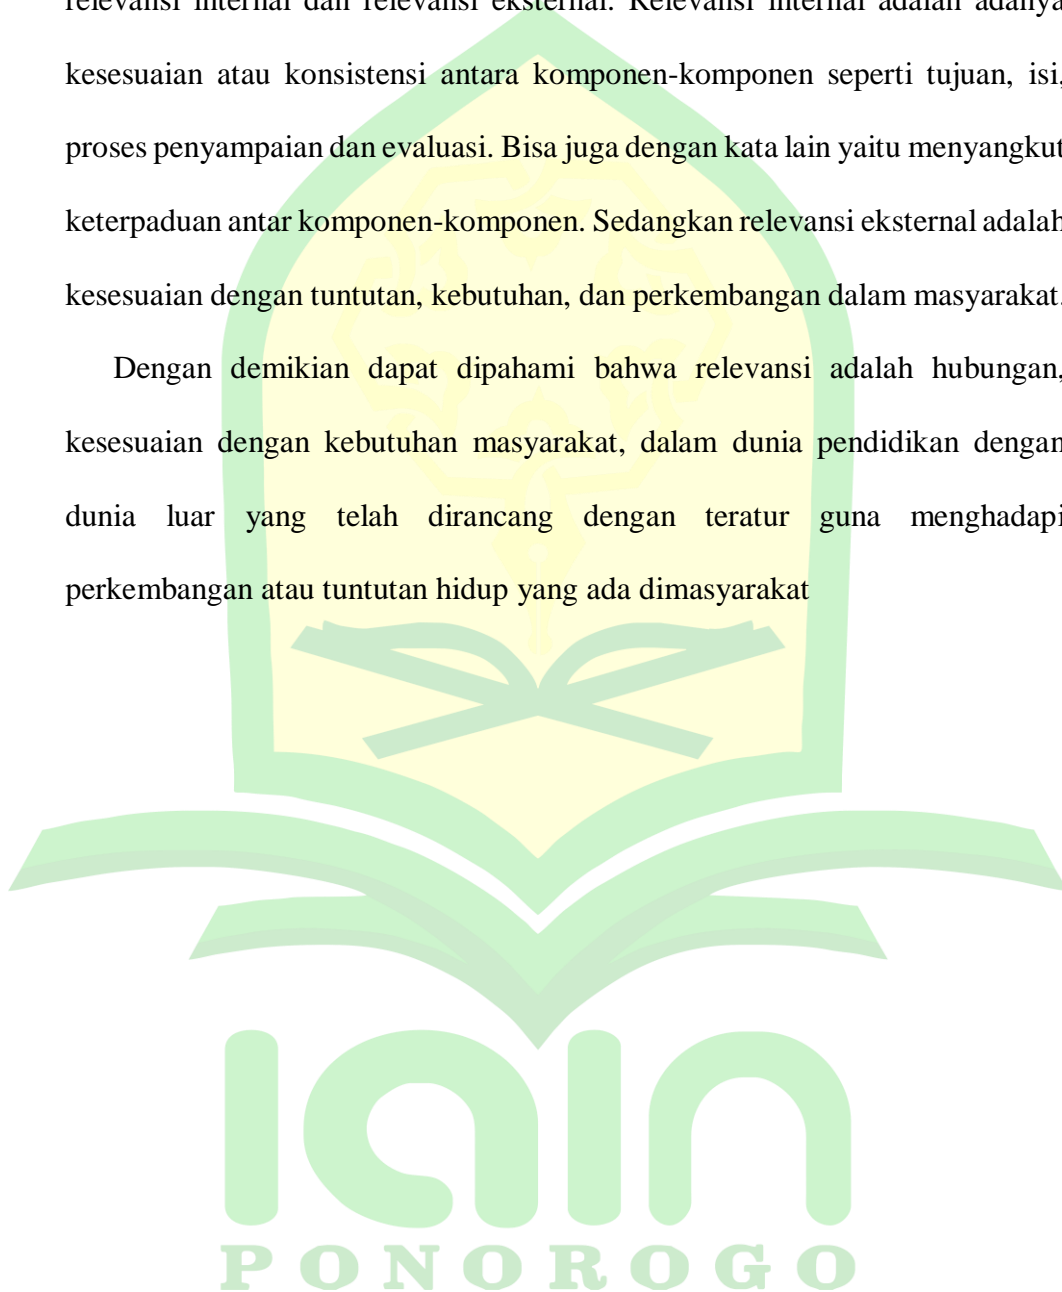 relevansi internal dan relevansi eksternal. Relevansi internal adalah adanya
kesesuaian atau konsistensi antara komponen-komponen seperti tujuan, isi,
proses penyampaian dan evaluasi. Bisa juga dengan kata lain yaitu menyangkut
keterpaduan antar komponen-komponen. Sedangkan relevansi eksternal adalah
kesesuaian dengan tuntutan, kebutuhan, dan perkembangan dalam masyarakat.
Dengan demikian dapat dipahami bahwa relevansi adalah hubungan,
kesesuaian dengan kebutuhan masyarakat, dalam dunia pendidikan dengan
dunia luar yang telah dirancang dengan teratur guna menghadapi
perkembangan atau tuntutan hidup yang ada dimasyarakat
iain
PONOROGO